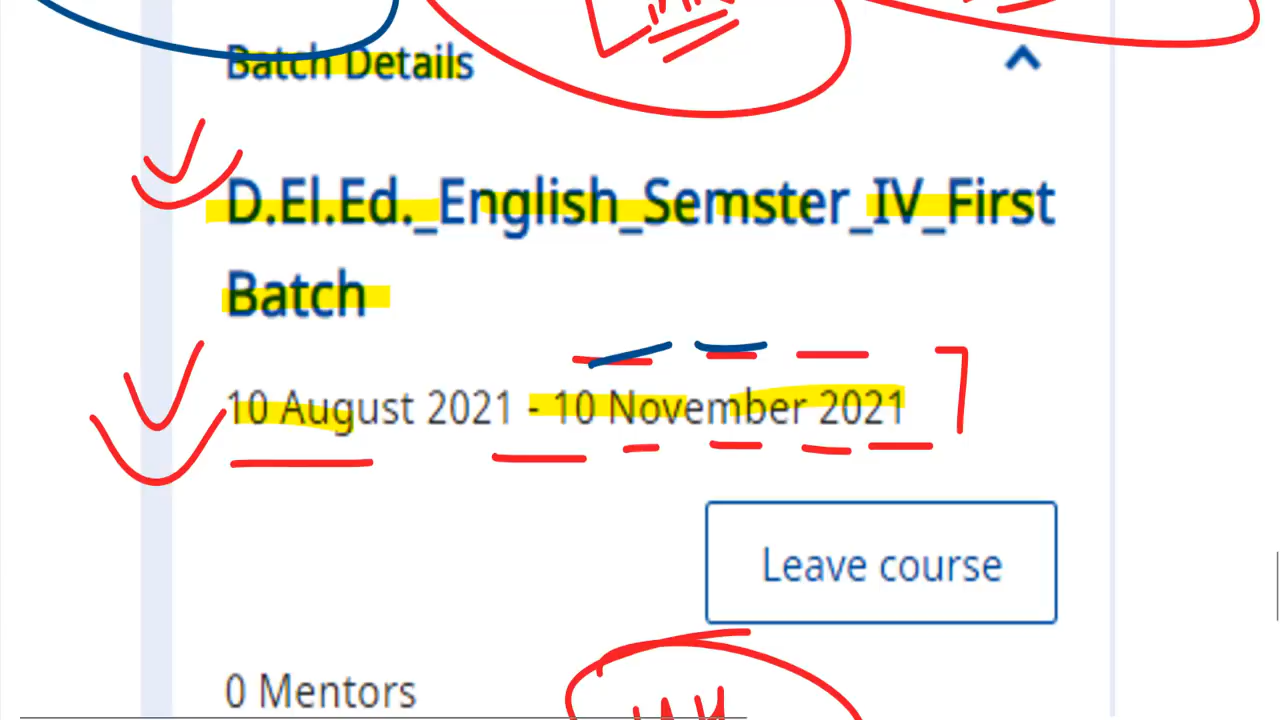 Batch Details
D.El.Ed._English_Semster_IV_First
Batch
10 August 2021 - 10 November 2021
Leave course
0 Mentors